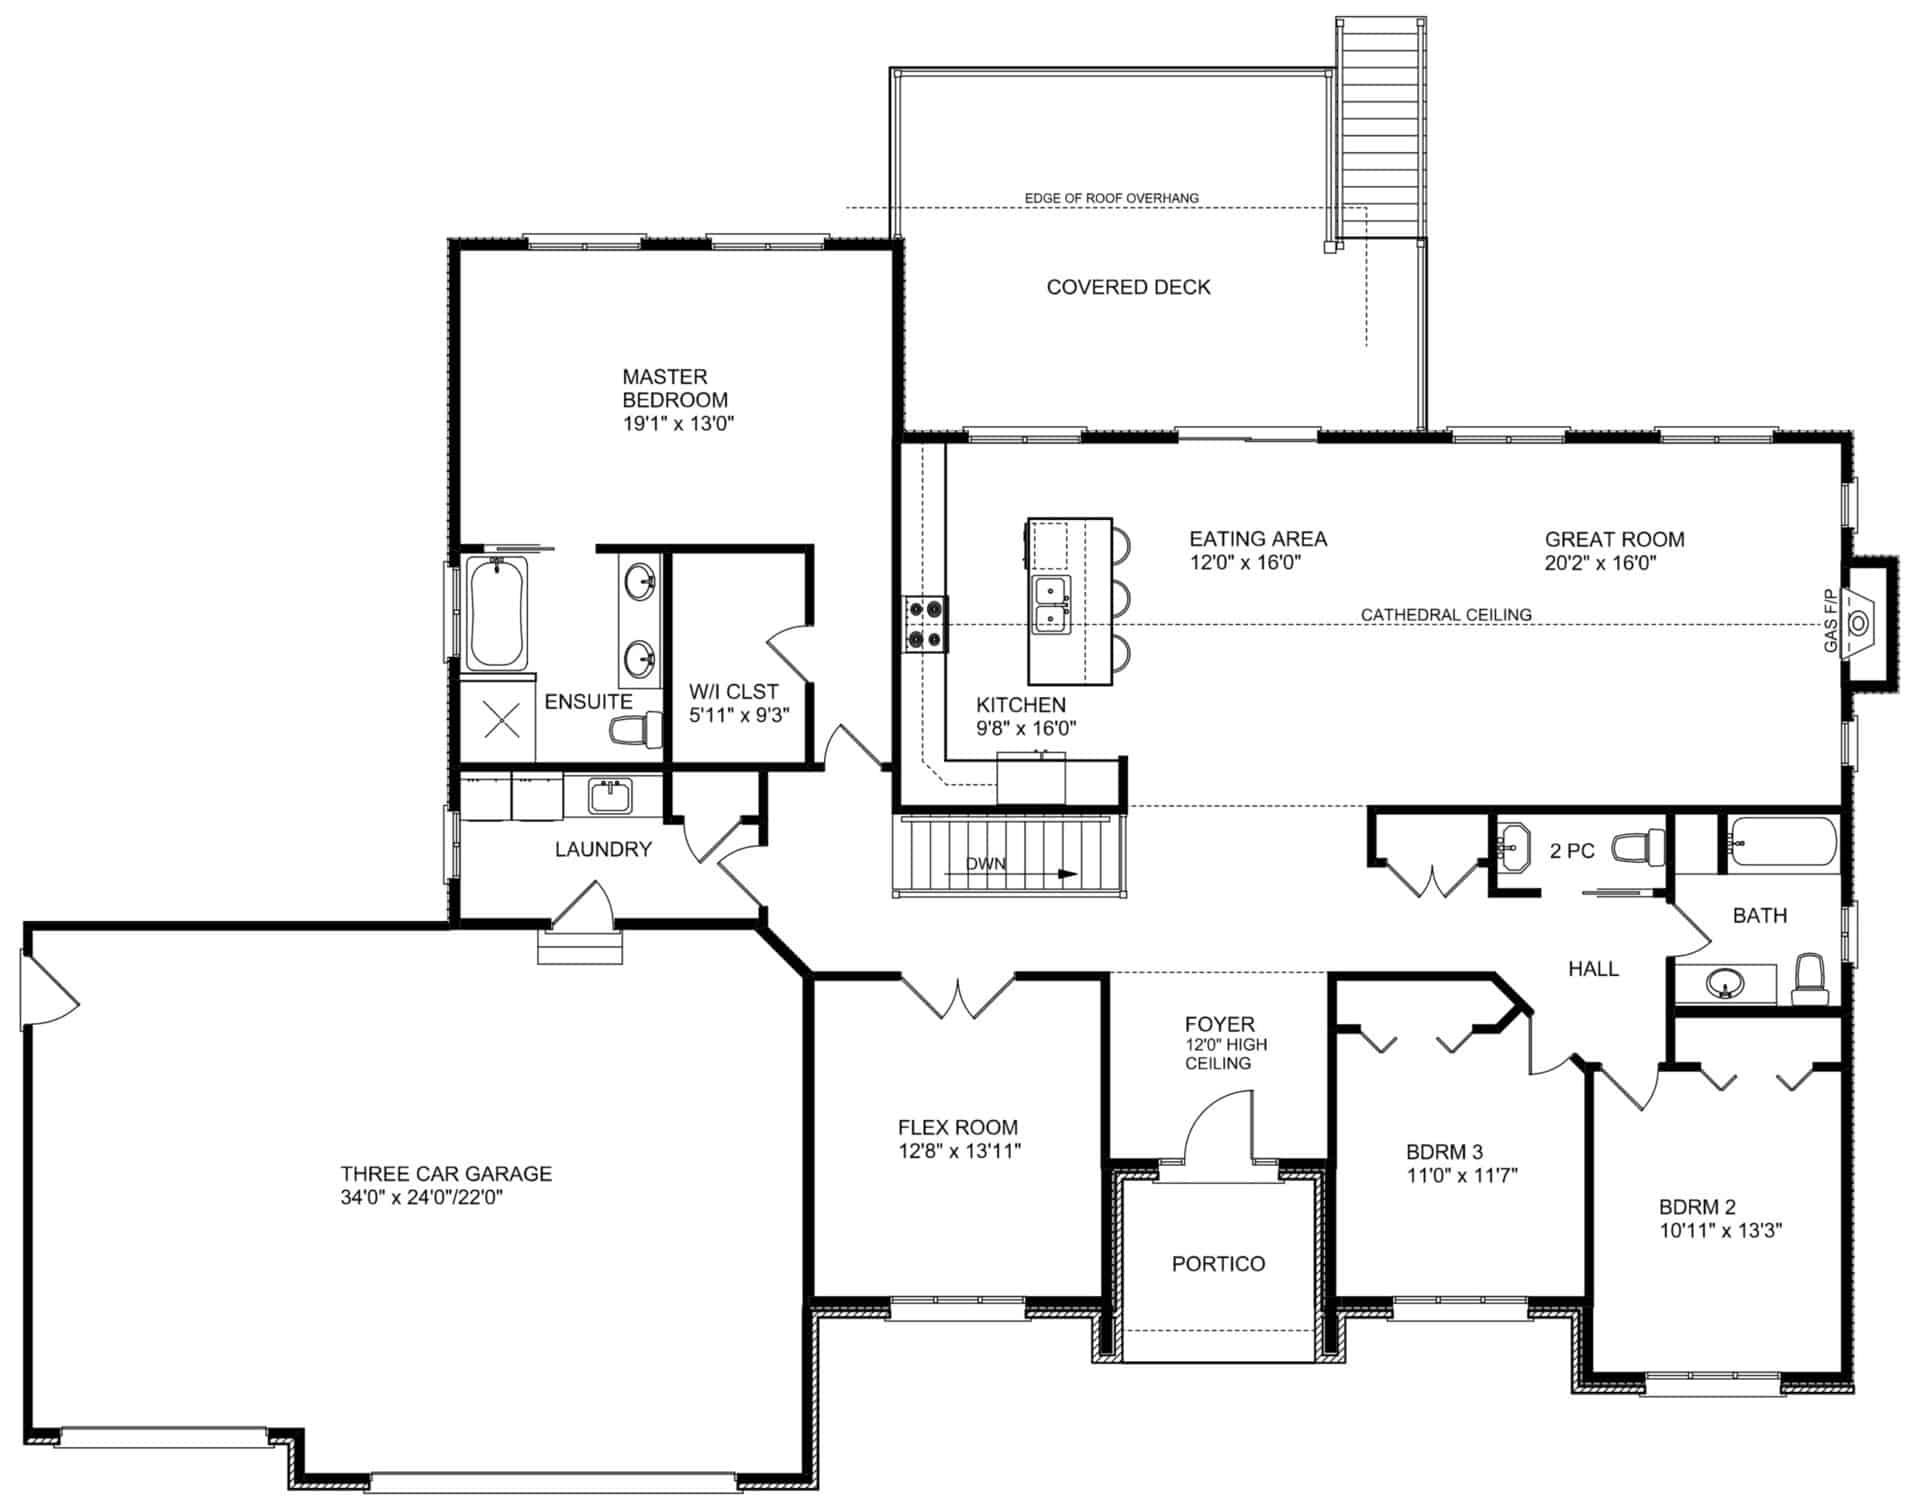 EDGE OF ROOF OVERHANG
COVERED DECK
MASTER
BEDROOM
19'1" x 13'0"
EATING AREA
12'0" x 16'0"
GREAT ROOM
20'2" x 16'0"
CATHEDRAL CEILING
GAS F/P
ENSUITE
W/I CLST
5'11" x 9'3"
KITCHEN
9'8" x 16'0"
LAUNDRY
DWN
2 PC
BATH
HALL
FOYER
12'0" HIGH
CEILING
FLEX ROOM
12'8" x 13'11"
THREE CAR GARAGE
34'0" x 24'0"/22'0"
BDRM 3
11'0" x 11'7"
BDRM 2
10'11" x 13'3"
PORTICO